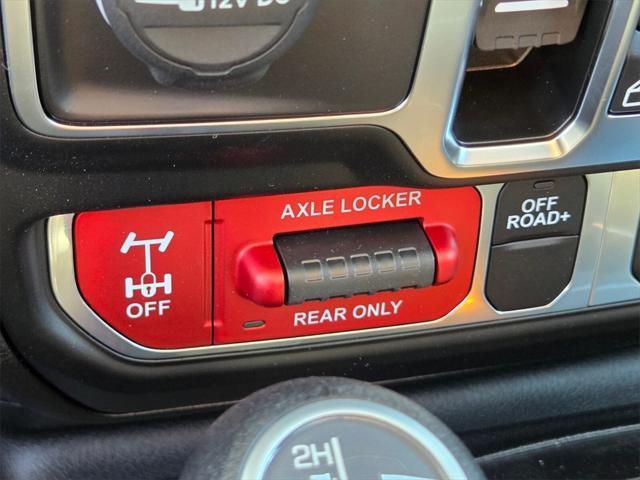 12V DC
AXLE LOCKER
OFF
ROAD+
OFF
REAR ONLY
2H